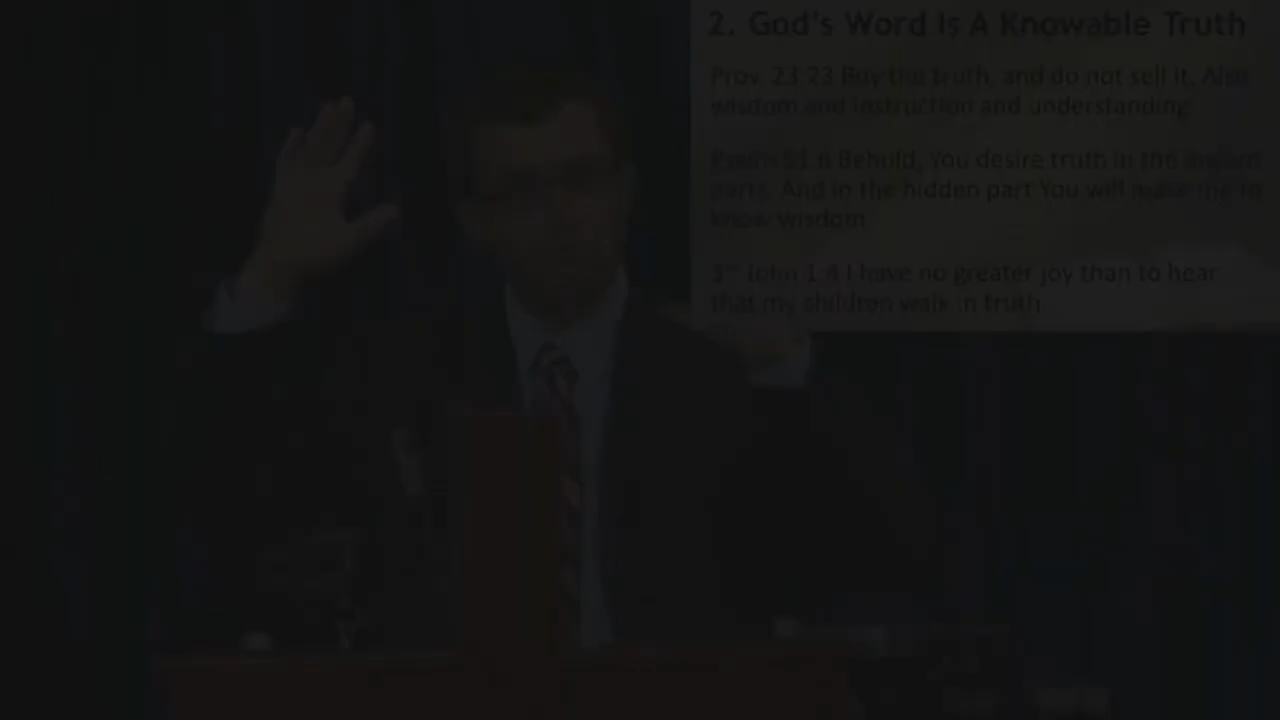 2. God's Word Is A Knowable Truth
Prov. 23:23 Buy the truth, and do not sell it, Also
wisdom and instruction and understanding
Psalm 51:6 Behold, You desire truth in the inward
parts, And in the hidden part You will make me to
know wisdom
3rd John 1:4 I have no greater joy than to hear
that my children walk in truth